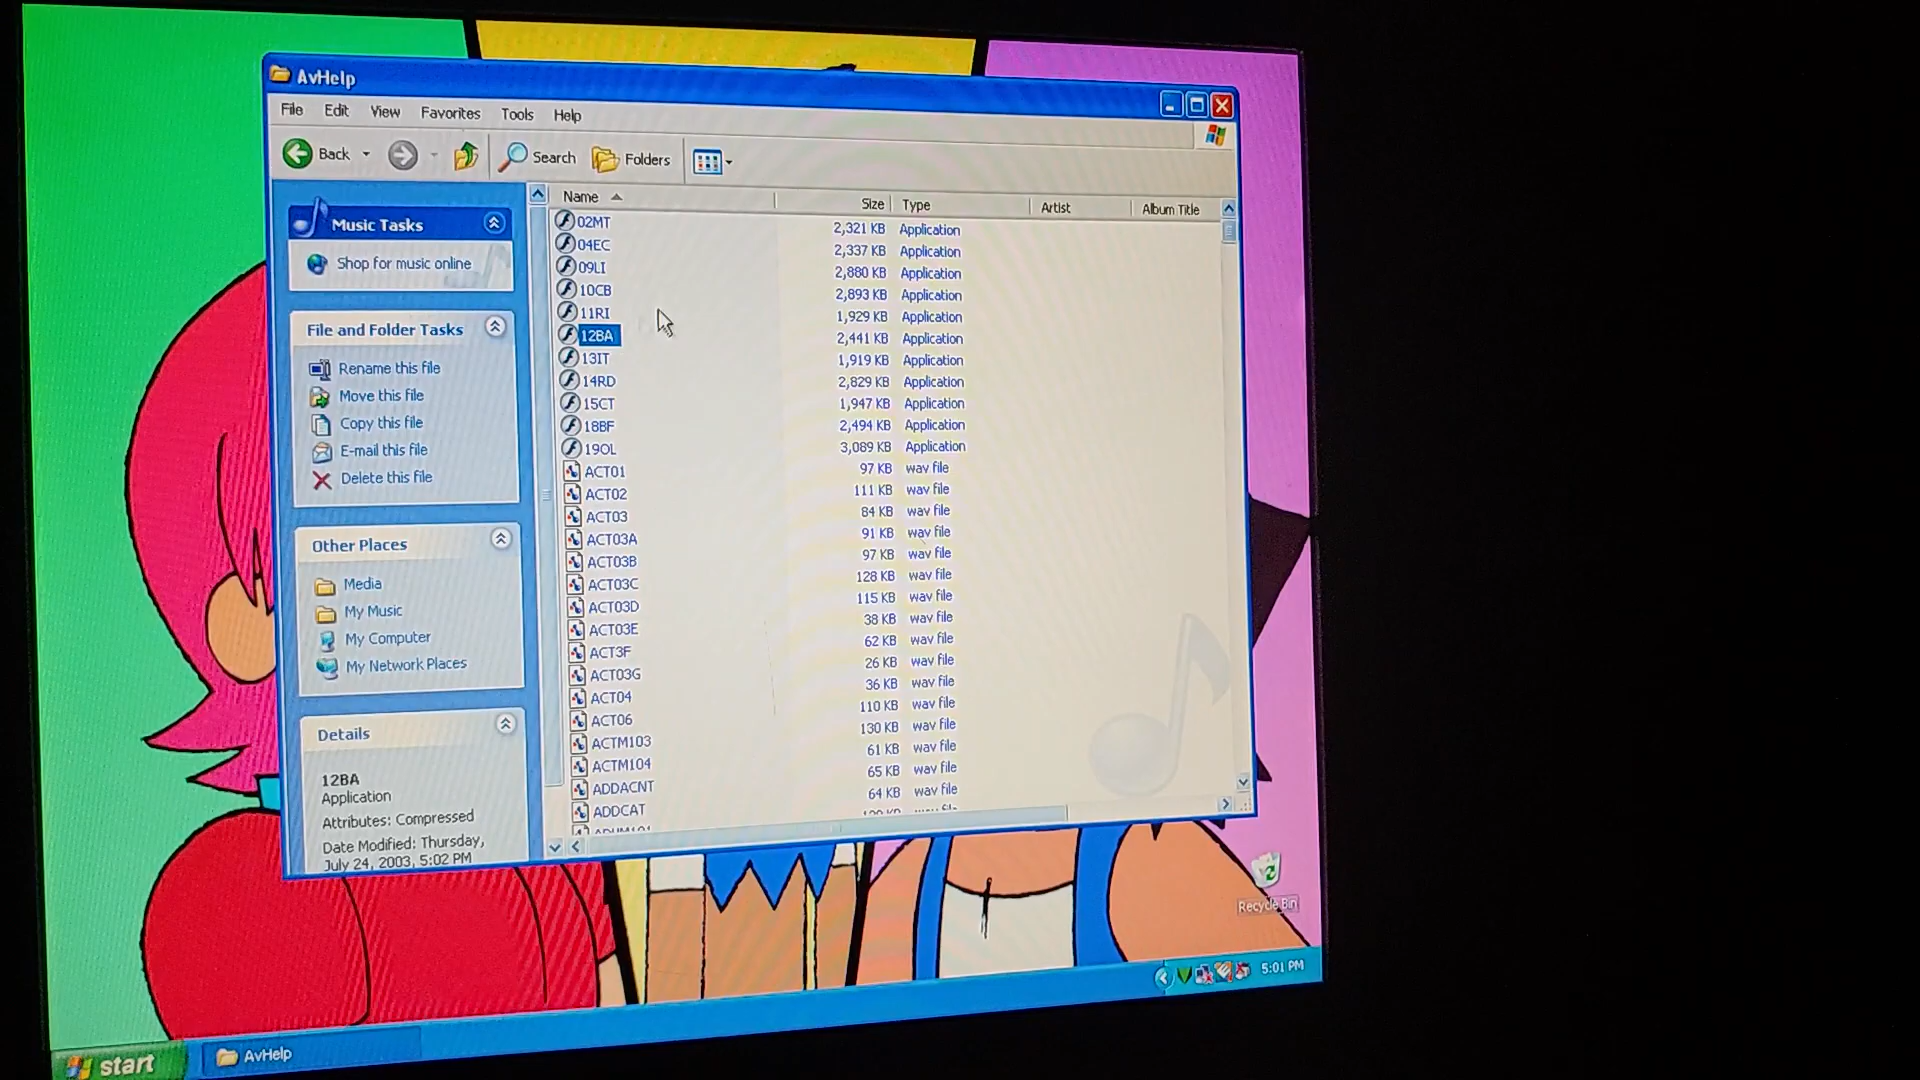 AvHelp
File Edit View Favorites Tools Help
Back Search Folders
Music Tasks
Shop for music online
File and Folder Tasks
Rename this file
Move this file
Copy this file
E-mail this file
Delete this file
Other Places
Media
My Music
My Computer
My Network Places
Details
12BA
Application
Attributes: Compressed
Date Modified: Thursday,
July 24, 2003, 5:02 PM
Name Size Type Artist Album Title
02MT 2,321 KB Application
04EC 2,337 KB Application
09LI 2,880 KB Application
10CB 2,893 KB Application
11RI 1,929 KB Application
12BA 2,441 KB Application
13IT 1,919 KB Application
14RD 2,829 KB Application
15CT 1,947 KB Application
18BF 2,494 KB Application
19OL 3,089 KB Application
ACT01 97 KB wav file
ACT02 111 KB wav file
ACT03 84 KB wav file
ACT03A 91 KB wav file
ACT03B 97 KB wav file
ACT03C 128 KB wav file
ACT03D 115 KB wav file
ACT03E 38 KB wav file
ACT3F 62 KB wav file
ACT03G 26 KB wav file
ACT04 36 KB wav file
ACT06 110 KB wav file
ACTM103 130 KB wav file
ACTM104 61 KB wav file
ADDACNT 65 KB wav file
ADDCAT 64 KB wav file
Recycle Bin
start AvHelp 5:01 PM